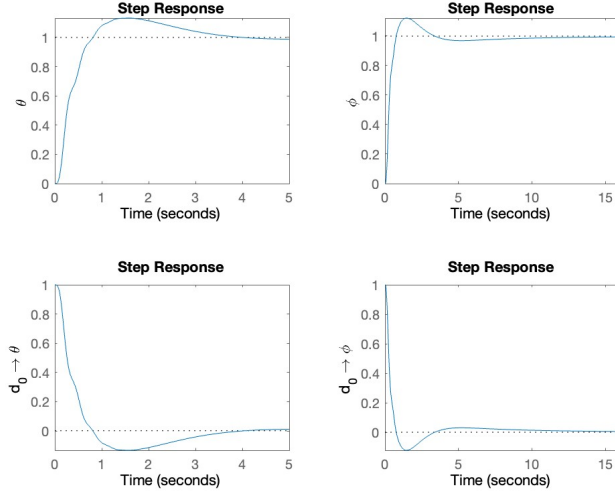 Step Response
1
0.8
0.6
0.4
0.2
0
θ
0 1 2 3 4 5
Time (seconds)
Step Response
1
0.8
0.6
0.4
0.2
0
ϕ
0 5 10 15
Time (seconds)
Step Response
1
0.8
0.6
0.4
0.2
0
d0 → θ
0 1 2 3 4 5
Time (seconds)
Step Response
1
0.8
0.6
0.4
0.2
0
d0 → ϕ
0 5 10 15
Time (seconds)